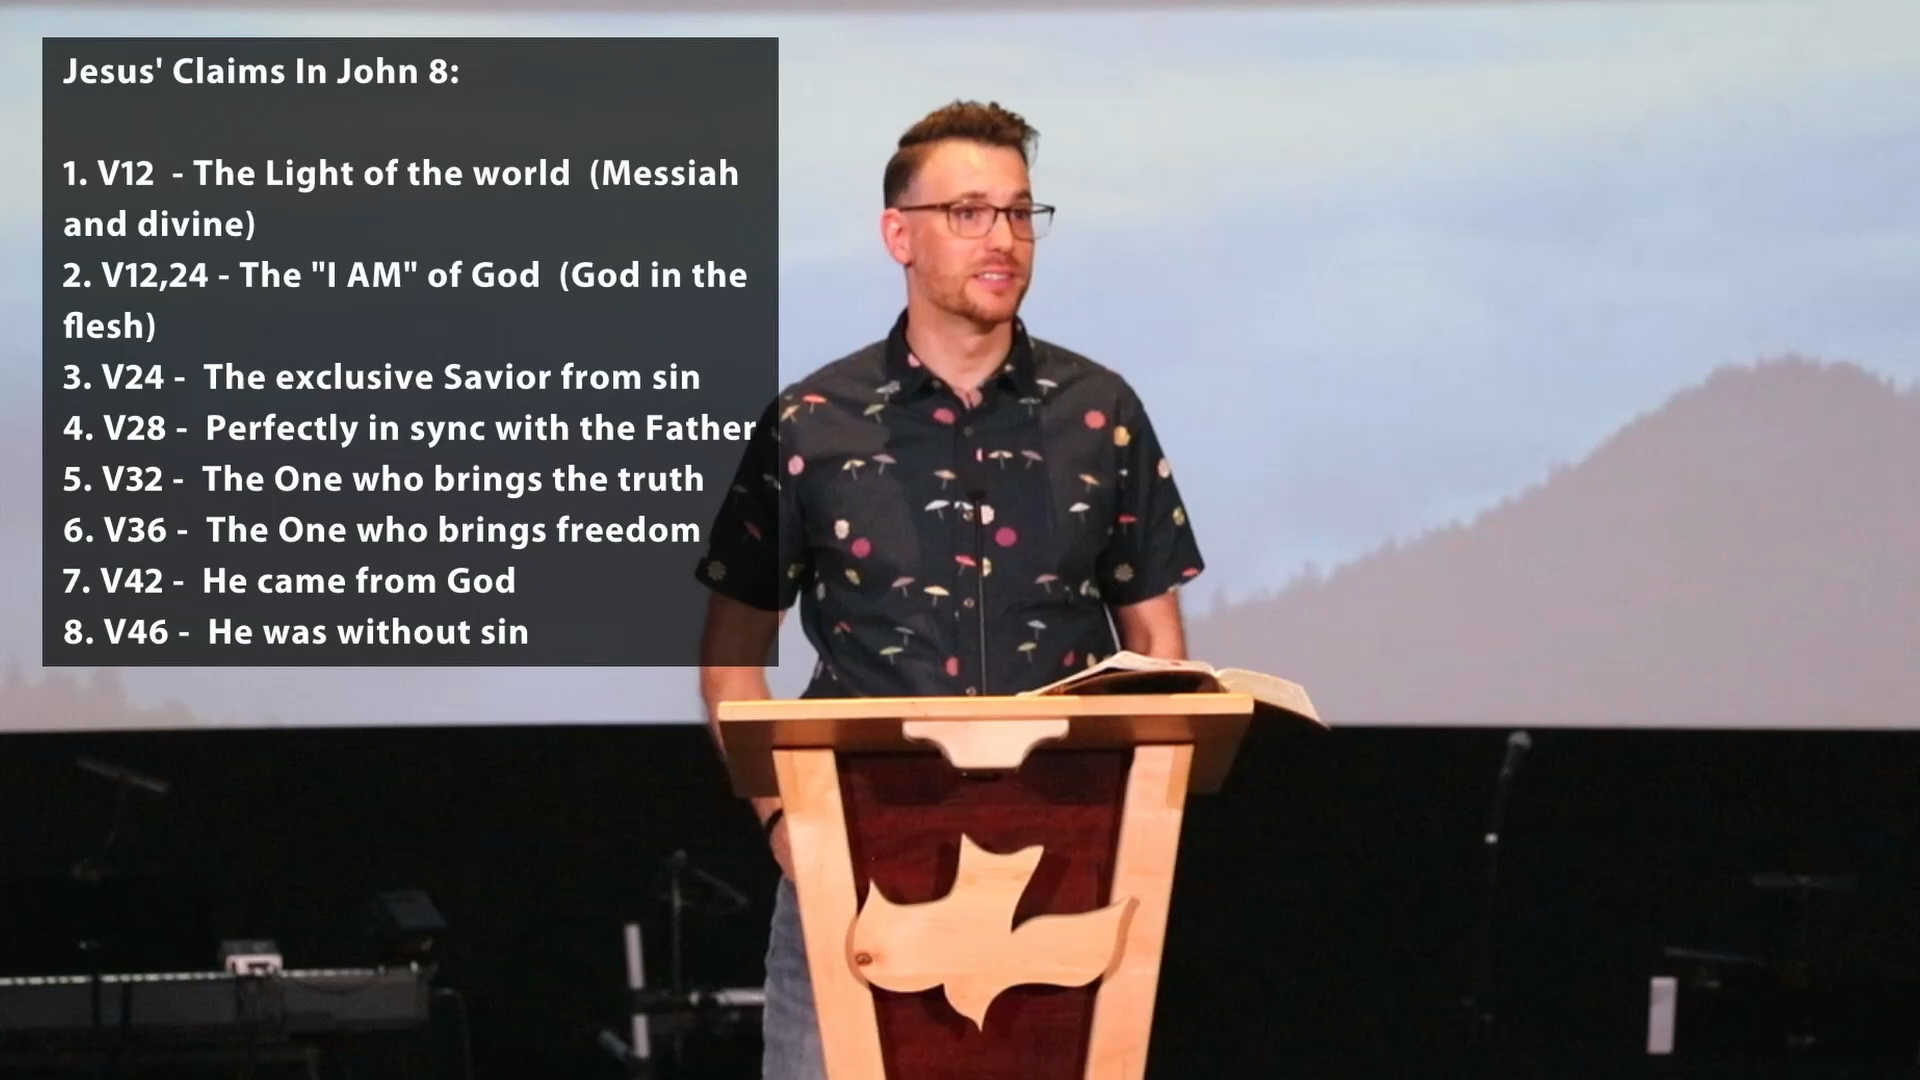 Jesus' Claims In John 8:
1. V12 - The Light of the world (Messiah
and divine)
2. V12,24 - The "I AM" of God (God in the
flesh)
3. V24 - The exclusive Savior from sin
4. V28 - Perfectly in sync with the Father
5. V32 - The One who brings the truth
6. V36 - The One who brings freedom
7. V42 - He came from God
8. V46 - He was without sin